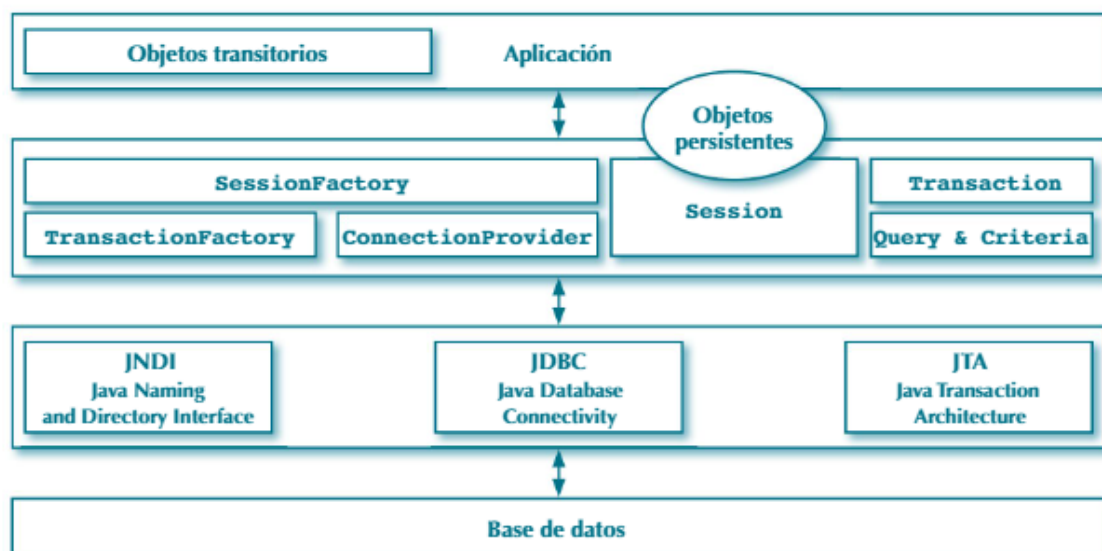 Objetos transitorios
Aplicación
Objetos
persistentes
SessionFactory
Session
Transaction
TransactionFactory
ConnectionProvider
Query & Criteria
JNDI
Java Naming
and Directory Interface
JDBC
Java Database
Connectivity
JTA
Java Transaction
Architecture
Base de datos